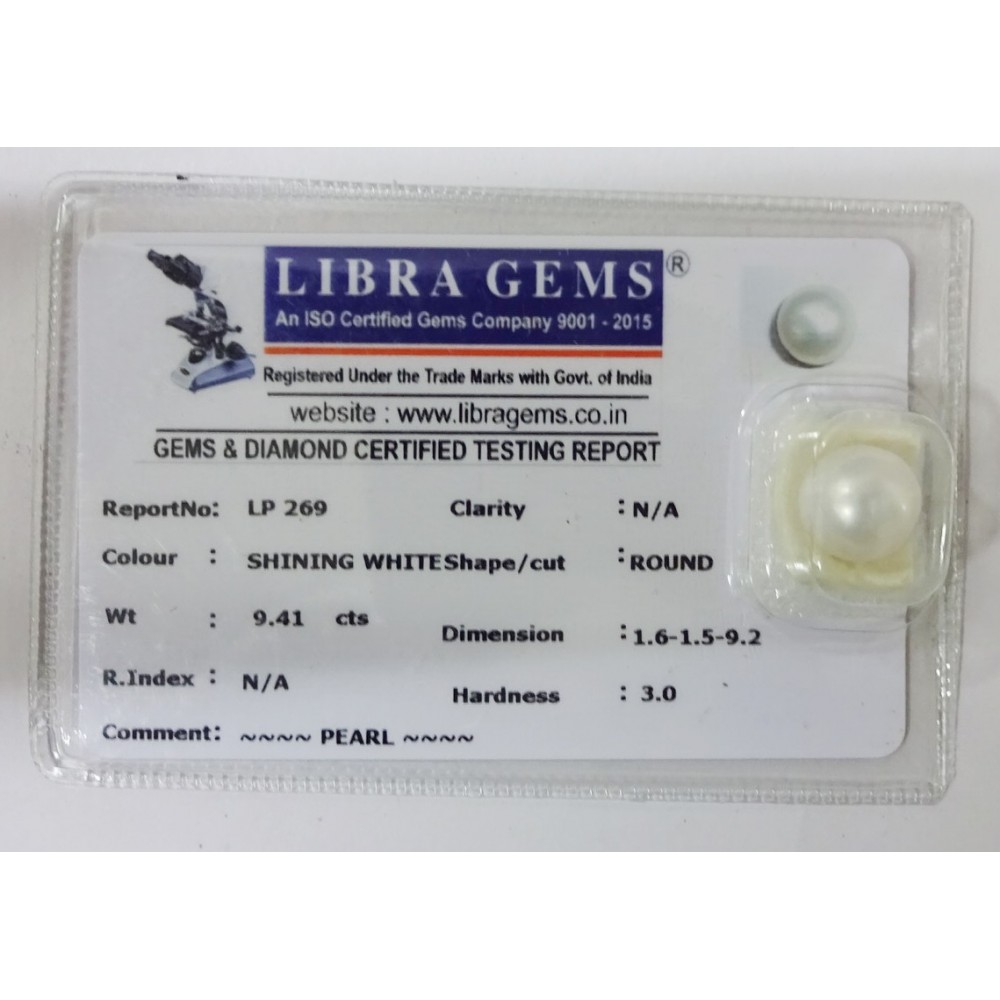 LIBRA GEMS ®
An ISO Certified Gems Company 9001 - 2015
Registered Under the Trade Marks with Govt. of India
website : www.libragems.co.in
GEMS & DIAMOND CERTIFIED TESTING REPORT
ReportNo: LP 269 Clarity : N/A
Colour : SHINING WHITE Shape/cut : ROUND
Wt : 9.41 cts Dimension : 1.6-1.5-9.2
R.Index : N/A Hardness : 3.0
Comment: ~~~~ PEARL ~~~~